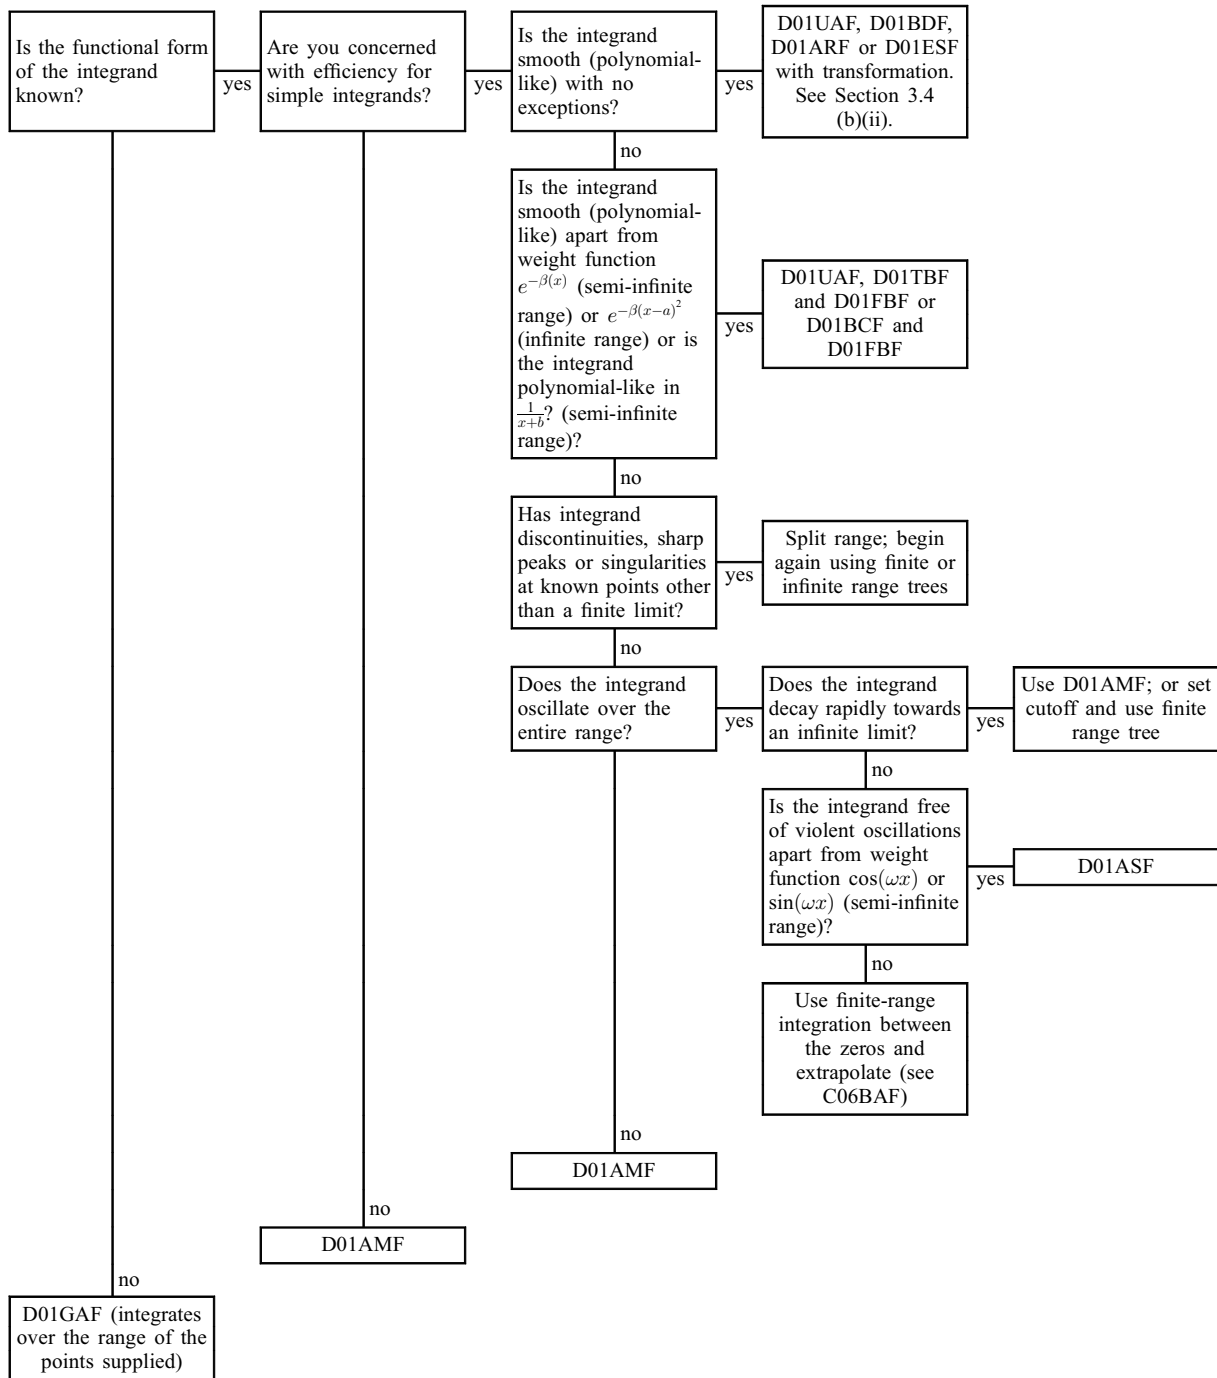 Is the functional form
of the integrand
known?
yes
Are you concerned
with efficiency for
simple integrands?
yes
Is the integrand
smooth (polynomial-
like) with no
exceptions?
yes
D01UAF, D01BDF,
D01ARF or D01ESF
with transformation.
See Section 3.4
(b)(ii).
no
Is the integrand
smooth (polynomial-
like) apart from
weight function
e^{-β(x)} (semi-infinite
range) or e^{-β(x-a)^2}
(infinite range) or is
the integrand
polynomial-like in
\frac{1}{x+b}? (semi-infinite
range)?
yes
D01UAF, D01TBF
and D01FBF or
D01BCF and
D01FBF
no
Has integrand
discontinuities, sharp
peaks or singularities
at known points other
than a finite limit?
yes
Split range; begin
again using finite or
infinite range trees
no
Does the integrand
oscillate over the
entire range?
yes
Does the integrand
decay rapidly towards
an infinite limit?
yes
Use D01AMF; or set
cutoff and use finite
range tree
no
Is the integrand free
of violent oscillations
apart from weight
function cos(ωx) or
sin(ωx) (semi-infinite
range)?
yes
D01ASF
no
Use finite-range
integration between
the zeros and
extrapolate (see
C06BAF)
no
D01AMF
no
D01AMF
no
D01GAF (integrates
over the range of the
points supplied)